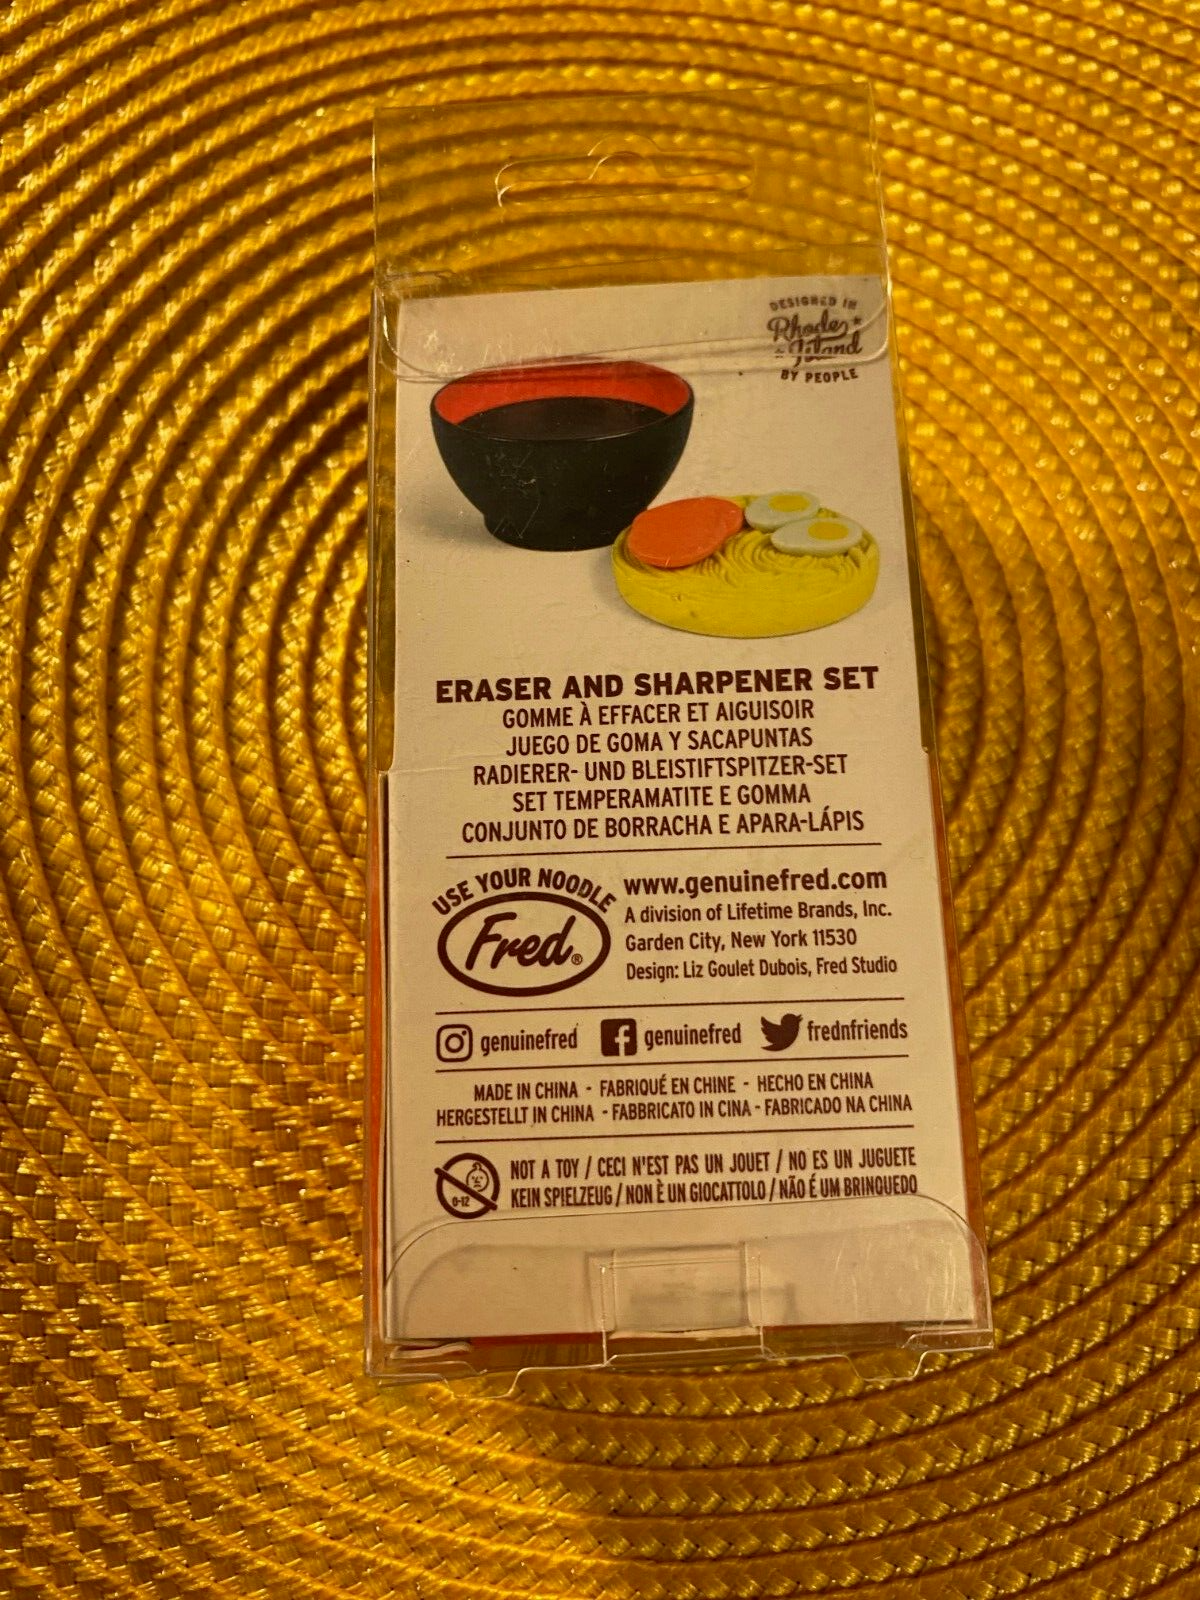 DESIGNED IN
Rhode
Island
BY PEOPLE
ERASER AND SHARPENER SET
GOMME À EFFACER ET AIGUISOIR
JUEGO DE GOMA Y SACAPUNTAS
RADIERER- UND BLEISTIFTSPITZER-SET
SET TEMPERAMATITE E GOMMA
CONJUNTO DE BORRACHA E APARA-LÁPIS
USE YOUR NOODLE
Fred®
www.genuinefred.com
A division of Lifetime Brands, Inc.
Garden City, New York 11530
Design: Liz Goulet Dubois, Fred Studio
genuinefred genuinefred frednfriends
MADE IN CHINA - FABRIQUÉ EN CHINE - HECHO EN CHINA
HERGESTELLT IN CHINA - FABBRICATO IN CINA - FABRICADO NA CHINA
0-12
NOT A TOY / CECI N'EST PAS UN JOUET / NO ES UN JUGUETE
KEIN SPIELZEUG / NON È UN GIOCATTOLO / NÃO É UM BRINQUEDO